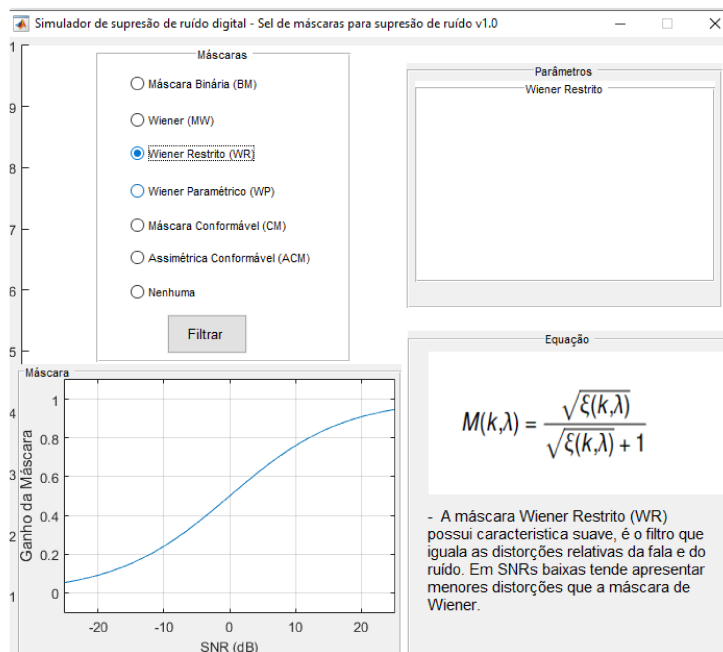 Simulador de supresão de ruído digital - Sel de máscaras para supresão de ruído v1.0
1
9
8
7
6
5
4
3
2
1
Máscaras
Máscara Binária (BM)
Wiener (MW)
Wiener Restrito (WR)
Wiener Paramétrico (WP)
Máscara Conformável (CM)
Assimétrica Conformável (ACM)
Nenhuma
Filtrar
Parâmetros
Wiener Restrito
Máscara
Ganho da Máscara
1
0.8
0.6
0.4
0.2
0
-20 -10 0 10 20
SNR (dB)
Equação
M(k,λ) = √ξ(k,λ) / √ξ(k,λ) + 1
- A máscara Wiener Restrito (WR)
possui caracteristica suave, é o filtro que
iguala as distorções relativas da fala e do
ruído. Em SNRs baixas tende apresentar
menores distorções que a máscara de
Wiener.